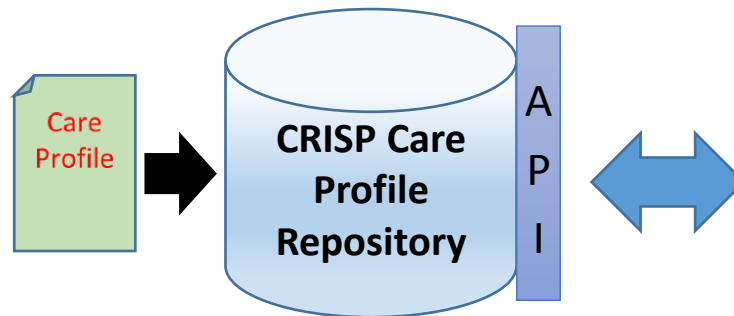 Care
Profile
CRISP Care
Profile
Repository
A
P
I